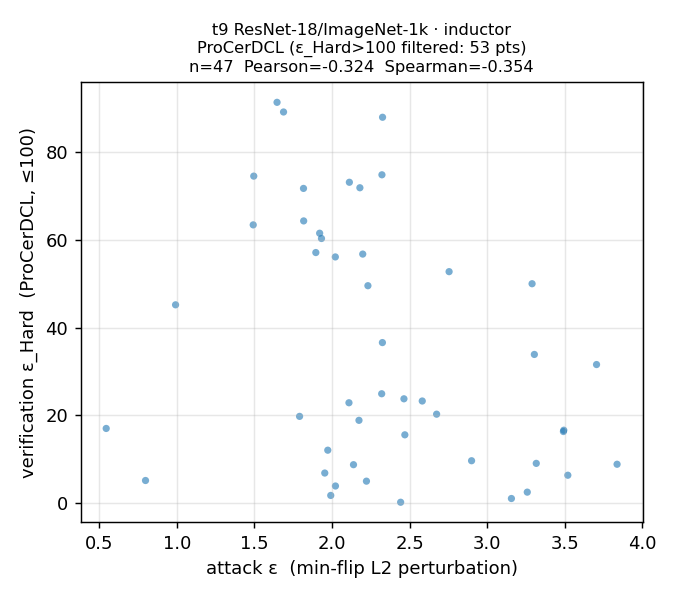 t9 ResNet-18/ImageNet-1k · inductor
ProCerDCL (ε_Hard>100 filtered: 53 pts)
n=47  Pearson=-0.324  Spearman=-0.354
verification ε_Hard  (ProCerDCL, ≤100)
80
60
40
20
0
0.5 1.0 1.5 2.0 2.5 3.0 3.5 4.0
attack ε  (min-flip L2 perturbation)